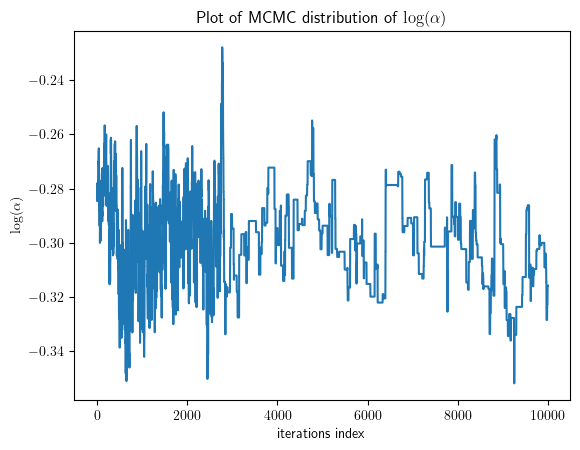 Plot of MCMC distribution of log(α)
log(α)
−0.24
−0.26
−0.28
−0.30
−0.32
−0.34
0 2000 4000 6000 8000 10000
iterations index